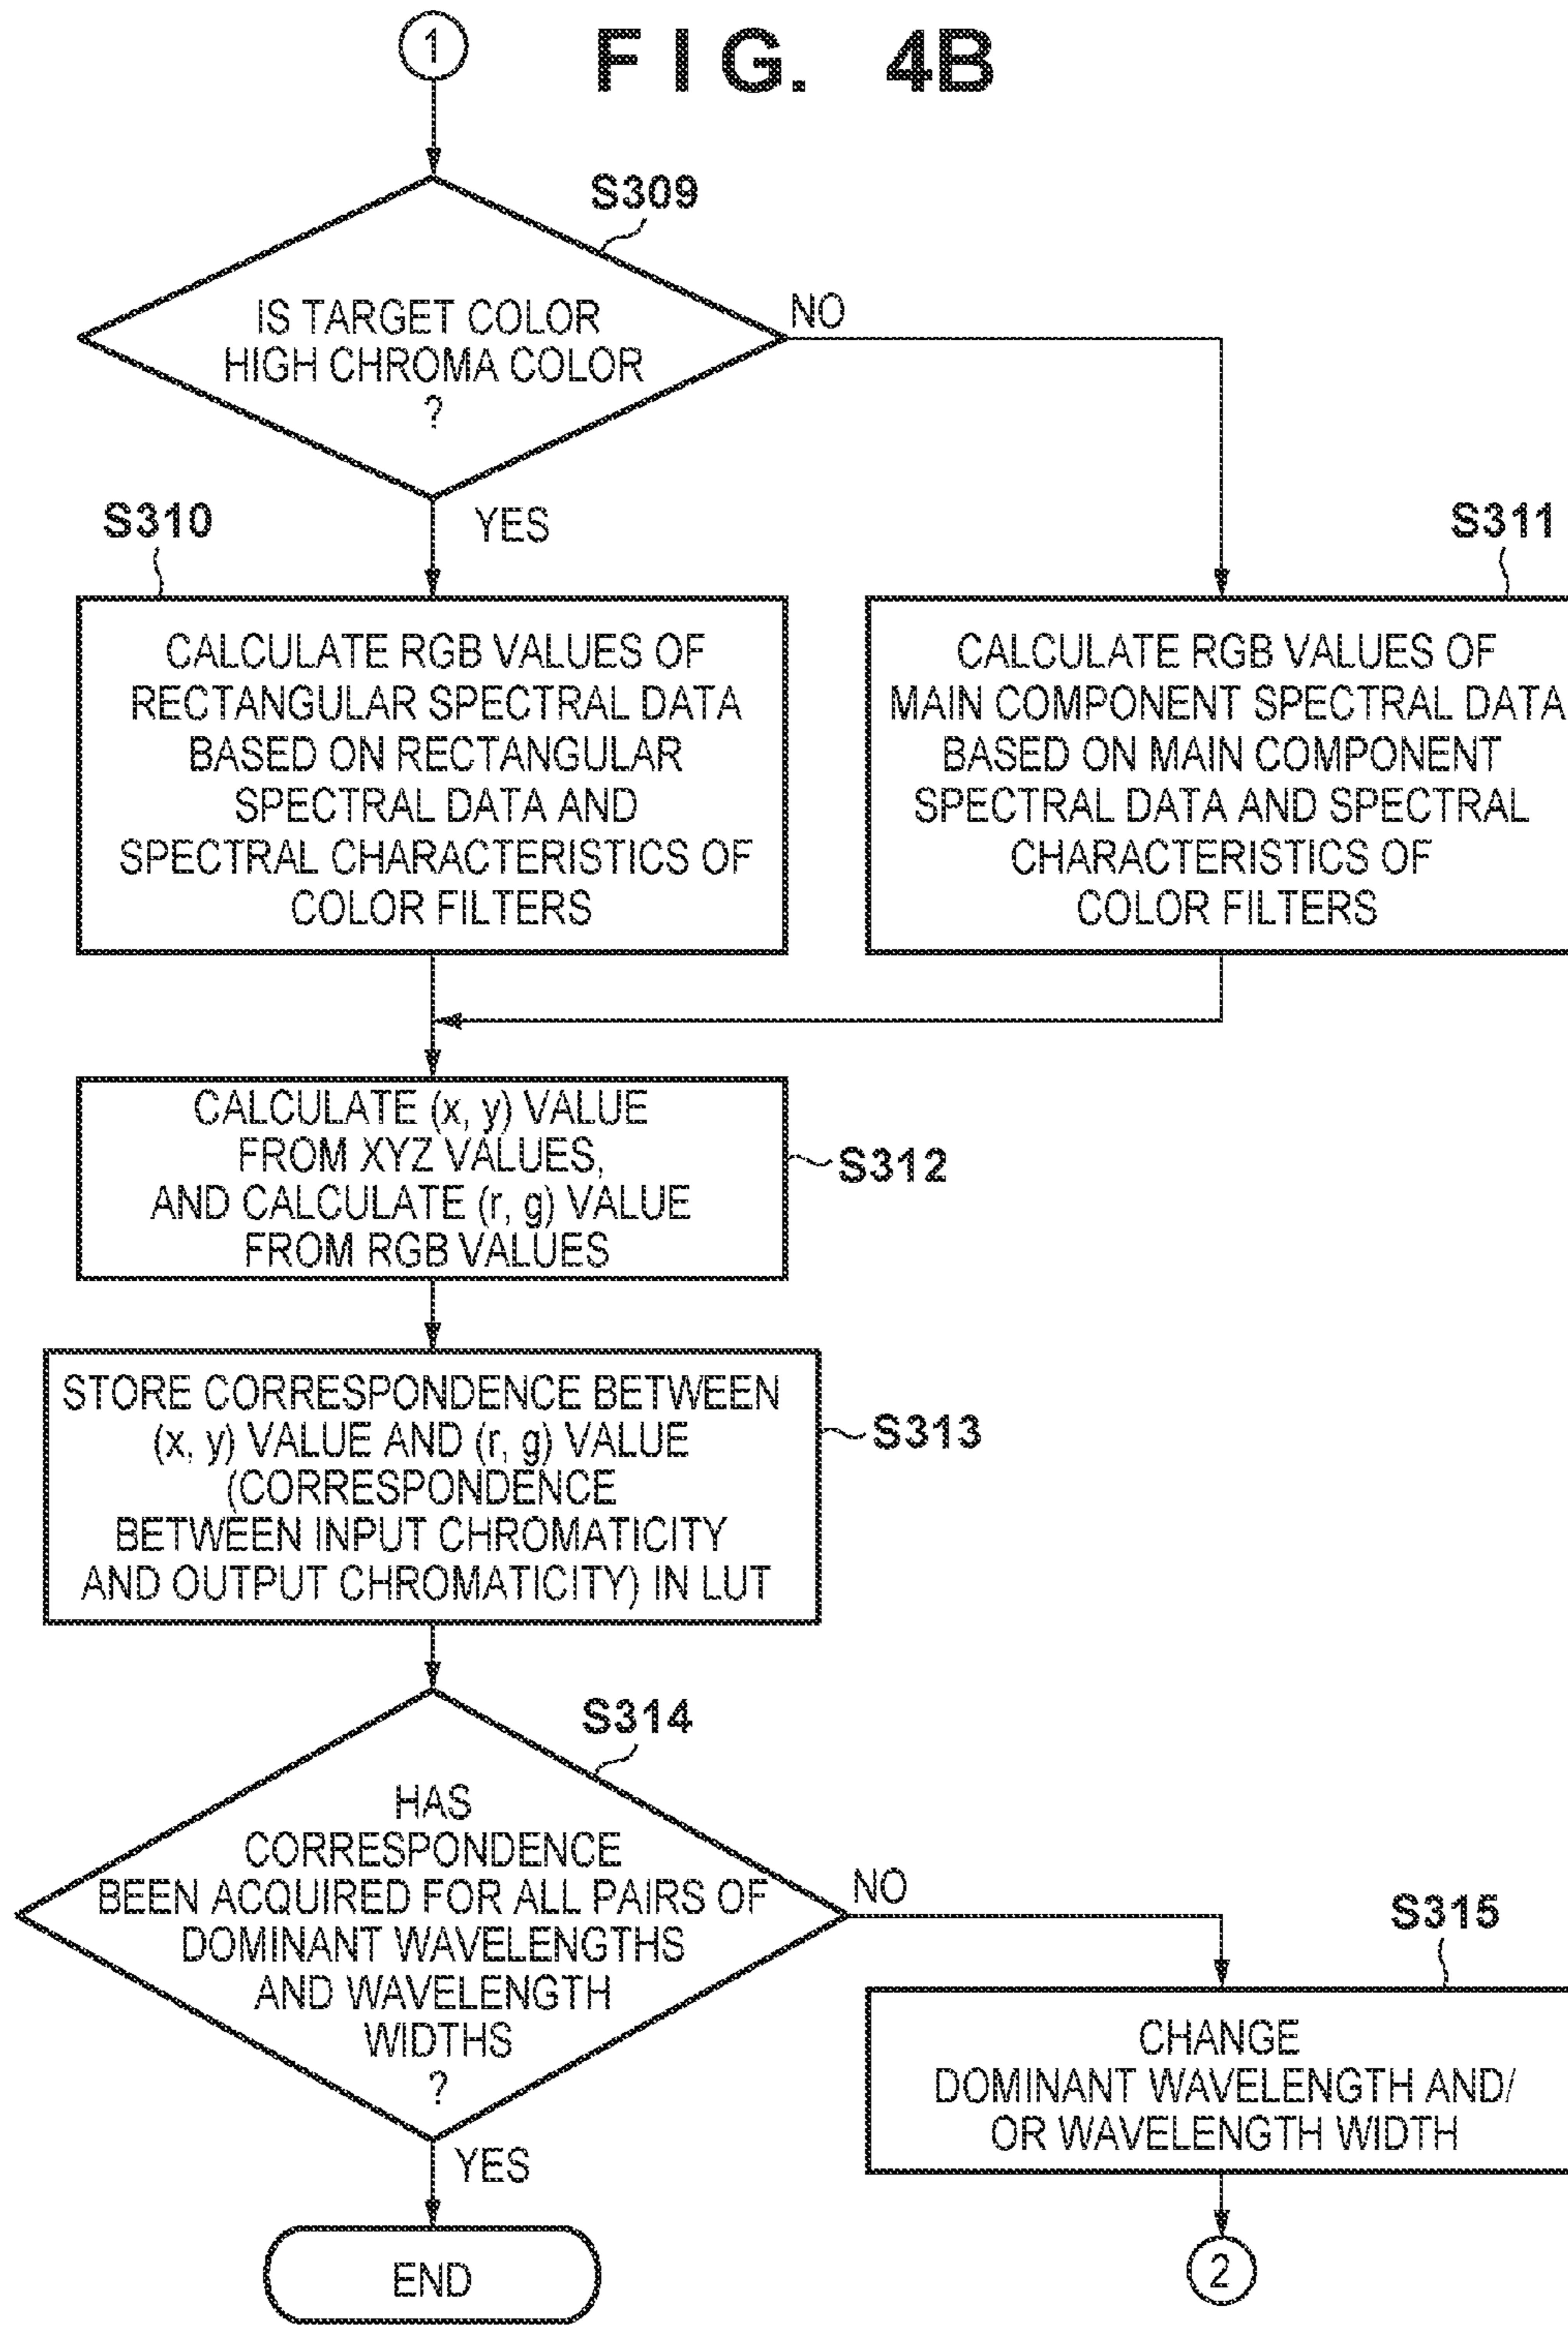 1
FIG. 4B
S309
IS TARGET COLOR
HIGH CHROMA COLOR
?
NO
YES
S310
CALCULATE RGB VALUES OF
RECTANGULAR SPECTRAL DATA
BASED ON RECTANGULAR
SPECTRAL DATA AND
SPECTRAL CHARACTERISTICS OF
COLOR FILTERS
S311
CALCULATE RGB VALUES OF
MAIN COMPONENT SPECTRAL DATA
BASED ON MAIN COMPONENT
SPECTRAL DATA AND SPECTRAL
CHARACTERISTICS OF
COLOR FILTERS
CALCULATE (x, y) VALUE
FROM XYZ VALUES,
AND CALCULATE (r, g) VALUE
FROM RGB VALUES
S312
STORE CORRESPONDENCE BETWEEN
(x, y) VALUE AND (r, g) VALUE
(CORRESPONDENCE
BETWEEN INPUT CHROMATICITY
AND OUTPUT CHROMATICITY) IN LUT
S313
S314
HAS
CORRESPONDENCE
BEEN ACQUIRED FOR ALL PAIRS OF
DOMINANT WAVELENGTHS
AND WAVELENGTH
WIDTHS
?
NO
YES
S315
CHANGE
DOMINANT WAVELENGTH AND/
OR WAVELENGTH WIDTH
END
2